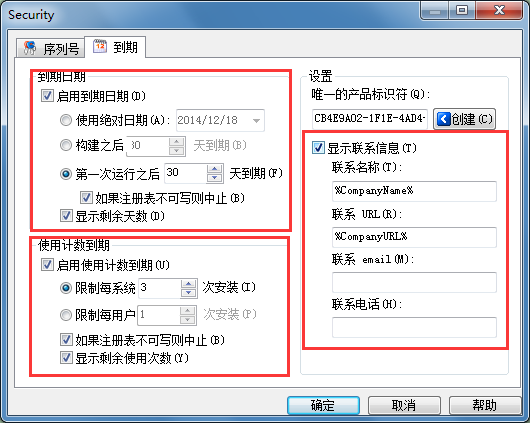 Security
序列号
到期
到期日期
启用到期日期(D)
使用绝对日期(A):
2014/12/18
构建之后
30
天到期(B)
第一次运行之后
30
天到期(F)
如果注册表不可写则中止(B)
显示剩余天数(D)
使用计数到期
启用使用计数到期(U)
限制每系统
3
次安装(I)
限制每用户
1
次安装(P)
如果注册表不可写则中止(B)
显示剩余使用次数(Y)
设置
唯一的产品标识符(Q):
CB4E9A02-1F1E-4AD4-
创建(C)
显示联系信息(T)
联系名称(T):
%CompanyName%
联系 URL(R):
%CompanyURL%
联系 email(M):
联系电话(H):
确定
取消
帮助